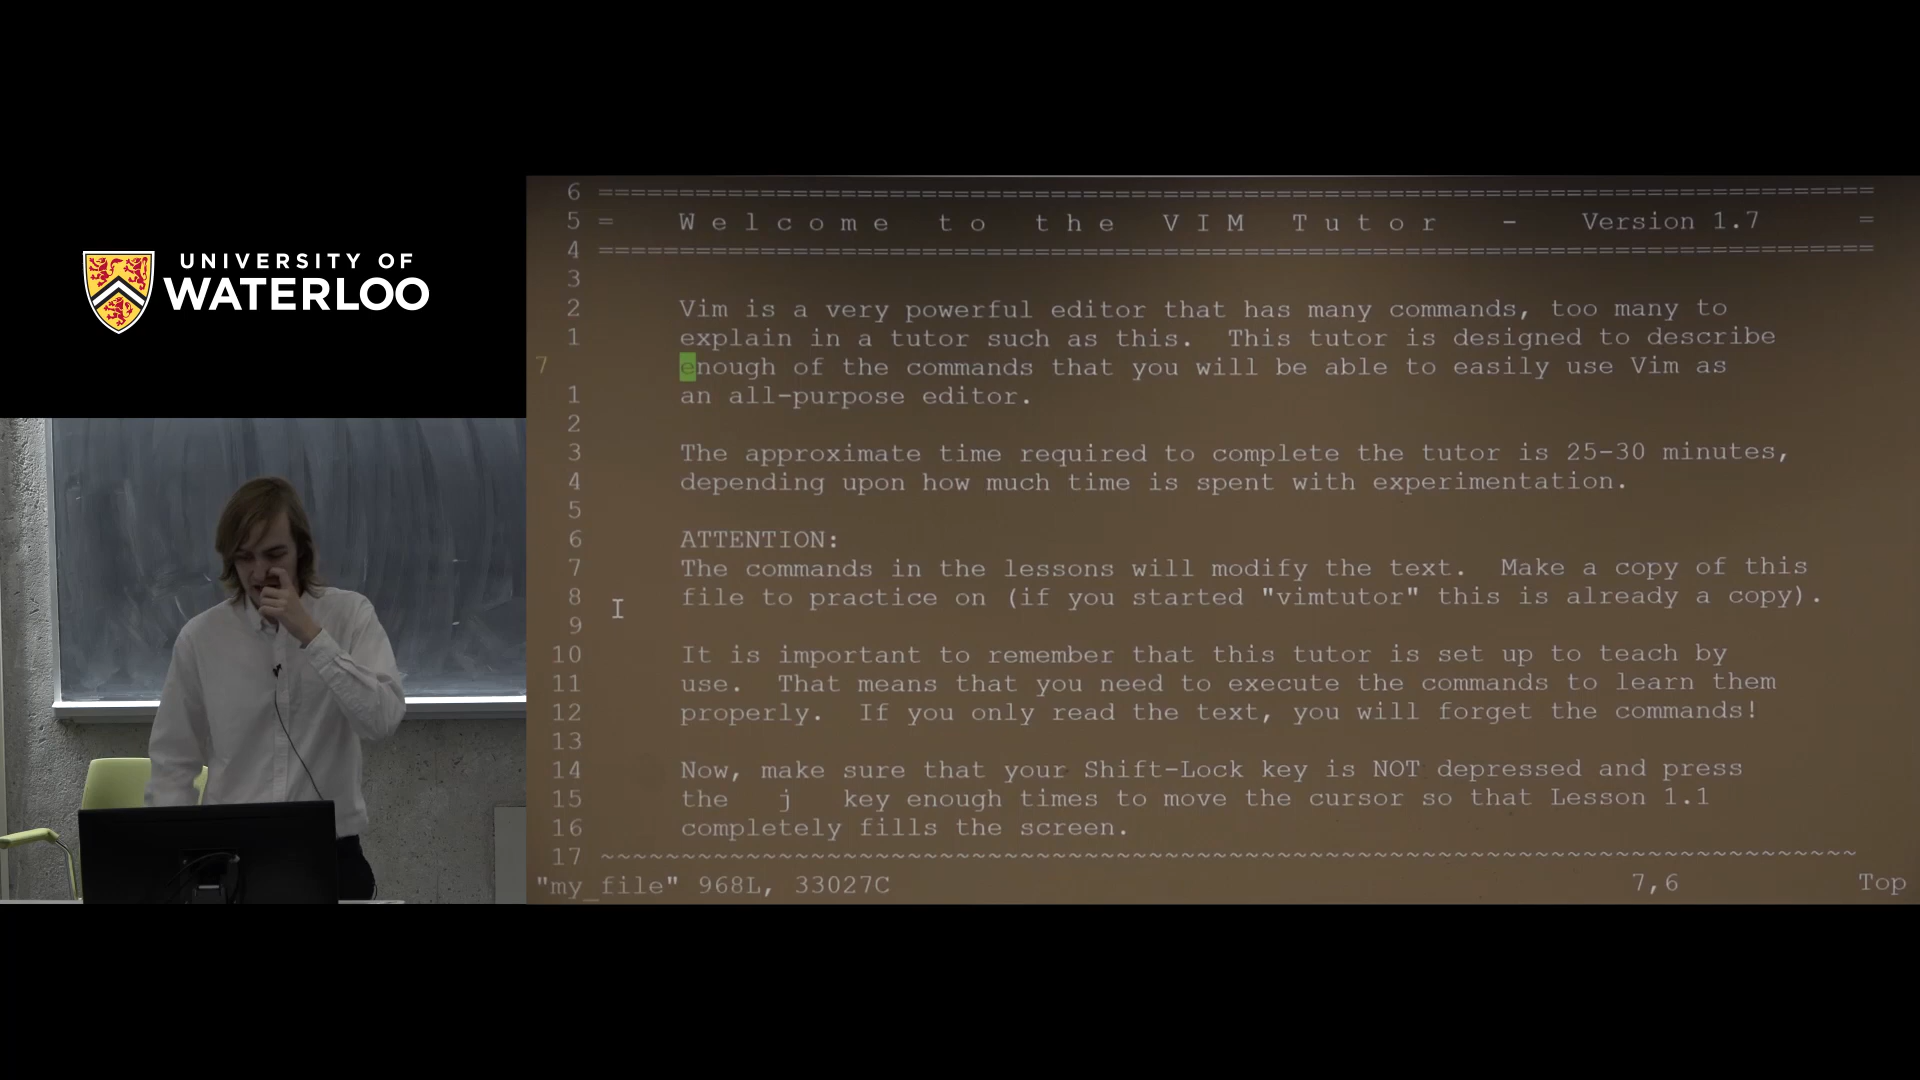 UNIVERSITY OF
WATERLOO
6 ===============================================================================
5 =    W e l c o m e   t o   t h e   V I M   T u t o r    -    Version 1.7      =
4 ===============================================================================
3
2      Vim is a very powerful editor that has many commands, too many to
1      explain in a tutor such as this.  This tutor is designed to describe
7      enough of the commands that you will be able to easily use Vim as
1      an all-purpose editor.
2
3      The approximate time required to complete the tutor is 25-30 minutes,
4      depending upon how much time is spent with experimentation.
5
6      ATTENTION:
7      The commands in the lessons will modify the text.  Make a copy of this
8      file to practice on (if you started "vimtutor" this is already a copy).
9
10     It is important to remember that this tutor is set up to teach by
11     use.  That means that you need to execute the commands to learn them
12     properly.  If you only read the text, you will forget the commands!
13
14     Now, make sure that your Shift-Lock key is NOT depressed and press
15     the   j   key enough times to move the cursor so that Lesson 1.1
16     completely fills the screen.
17 ~~~~~~~~~~~~~~~~~~~~~~~~~~~~~~~~~~~~~~~~~~~~~~~~~~~~~~~~~~~~~~~~~~~~~~~~~~~~~~
"my_file" 968L, 33027C    7,6    Top